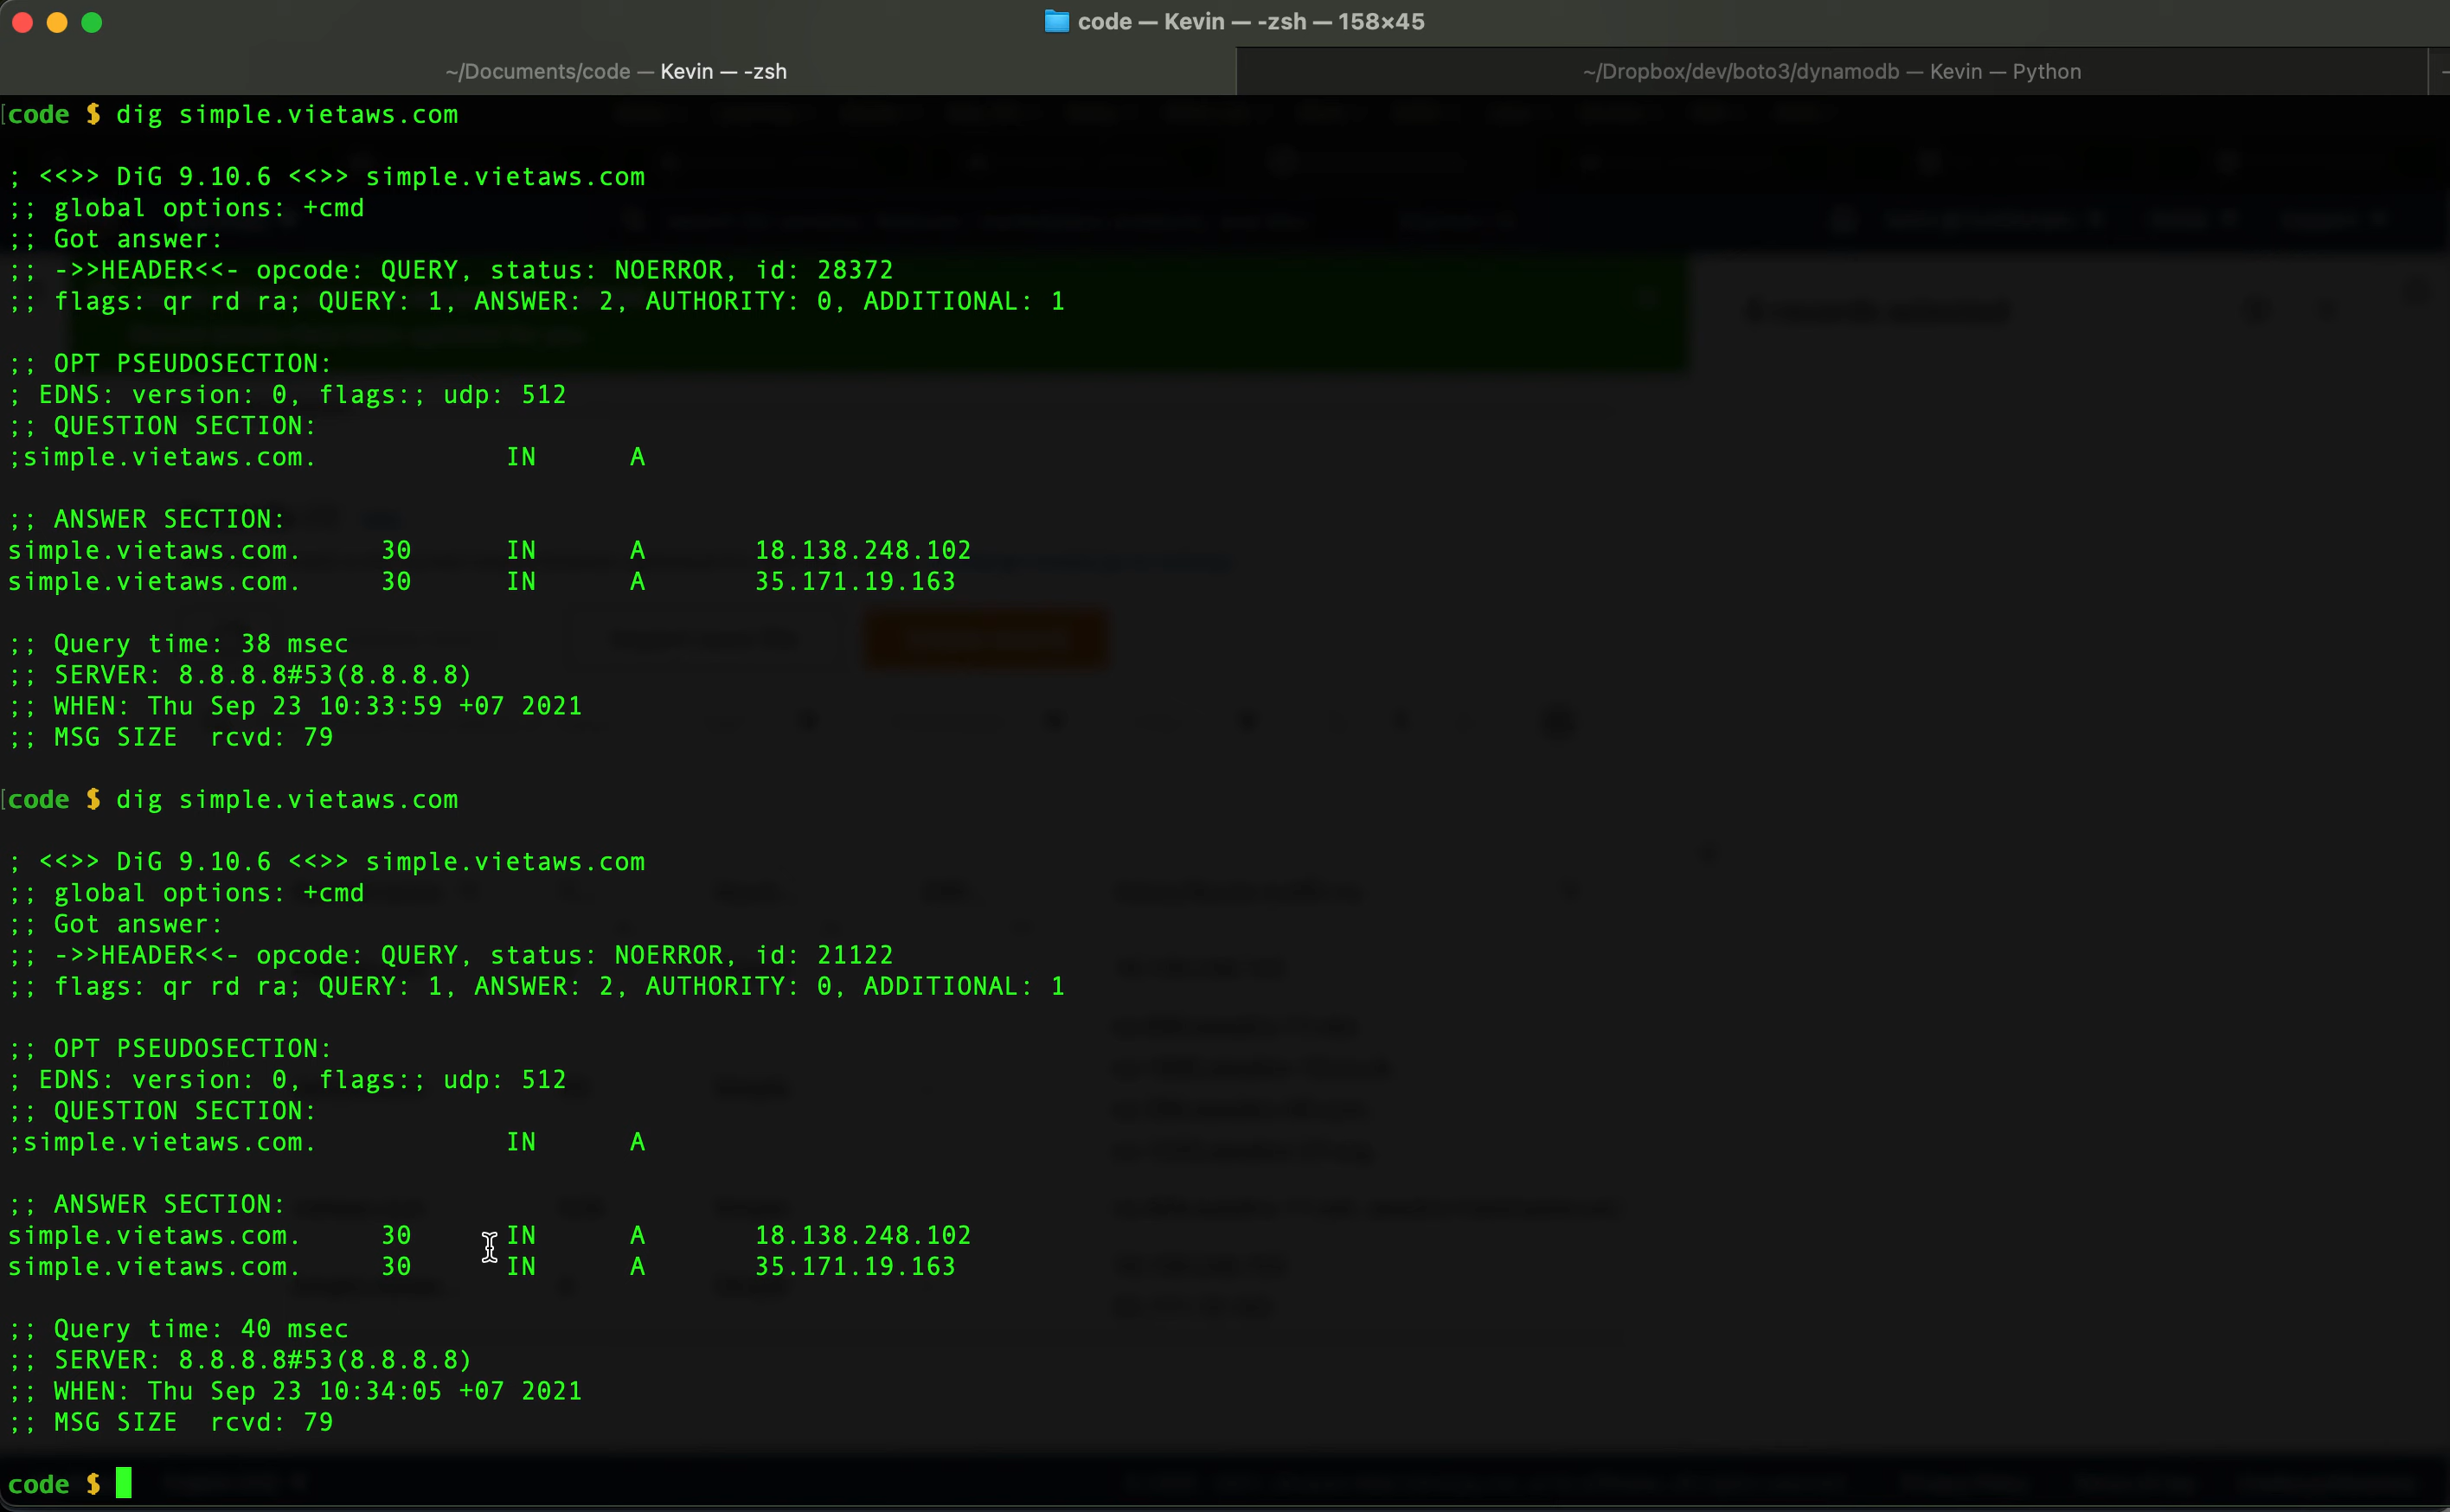 code — Kevin — -zsh — 158×45
~/Documents/code — Kevin — -zsh
~/Dropbox/dev/boto3/dynamodb — Kevin — Python
[code $ dig simple.vietaws.com
; <<>> DiG 9.10.6 <<>> simple.vietaws.com
;; global options: +cmd
;; Got answer:
;; ->>HEADER<<- opcode: QUERY, status: NOERROR, id: 28372
;; flags: qr rd ra; QUERY: 1, ANSWER: 2, AUTHORITY: 0, ADDITIONAL: 1
;; OPT PSEUDOSECTION:
; EDNS: version: 0, flags:; udp: 512
;; QUESTION SECTION:
;simple.vietaws.com. IN A
;; ANSWER SECTION:
simple.vietaws.com. 30 IN A 18.138.248.102
simple.vietaws.com. 30 IN A 35.171.19.163
;; Query time: 38 msec
;; SERVER: 8.8.8.8#53(8.8.8.8)
;; WHEN: Thu Sep 23 10:33:59 +07 2021
;; MSG SIZE rcvd: 79
[code $ dig simple.vietaws.com
; <<>> DiG 9.10.6 <<>> simple.vietaws.com
;; global options: +cmd
;; Got answer:
;; ->>HEADER<<- opcode: QUERY, status: NOERROR, id: 21122
;; flags: qr rd ra; QUERY: 1, ANSWER: 2, AUTHORITY: 0, ADDITIONAL: 1
;; OPT PSEUDOSECTION:
; EDNS: version: 0, flags:; udp: 512
;; QUESTION SECTION:
;simple.vietaws.com. IN A
;; ANSWER SECTION:
simple.vietaws.com. 30 IN A 18.138.248.102
simple.vietaws.com. 30 IN A 35.171.19.163
;; Query time: 40 msec
;; SERVER: 8.8.8.8#53(8.8.8.8)
;; WHEN: Thu Sep 23 10:34:05 +07 2021
;; MSG SIZE rcvd: 79
code $